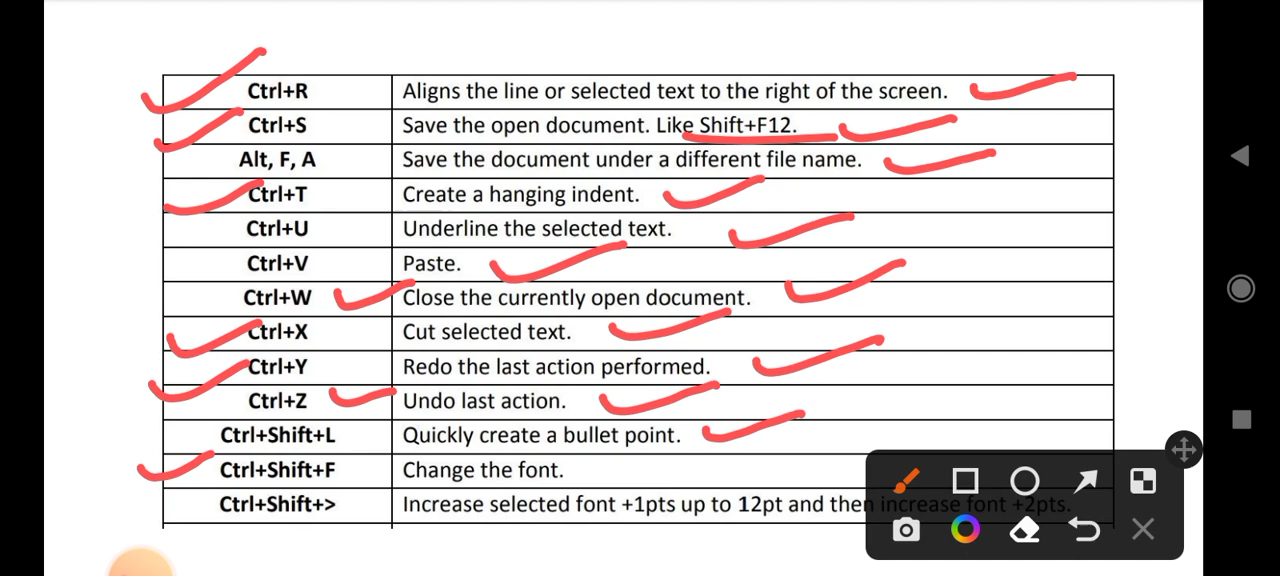 Ctrl+R Aligns the line or selected text to the right of the screen.
Ctrl+S Save the open document. Like Shift+F12.
Alt, F, A Save the document under a different file name.
Ctrl+T Create a hanging indent.
Ctrl+U Underline the selected text.
Ctrl+V Paste.
Ctrl+W Close the currently open document.
Ctrl+X Cut selected text.
Ctrl+Y Redo the last action performed.
Ctrl+Z Undo last action.
Ctrl+Shift+L Quickly create a bullet point.
Ctrl+Shift+F Change the font.
Ctrl+Shift+> Increase selected font +1pts up to 12pt and then increase font +2pts.